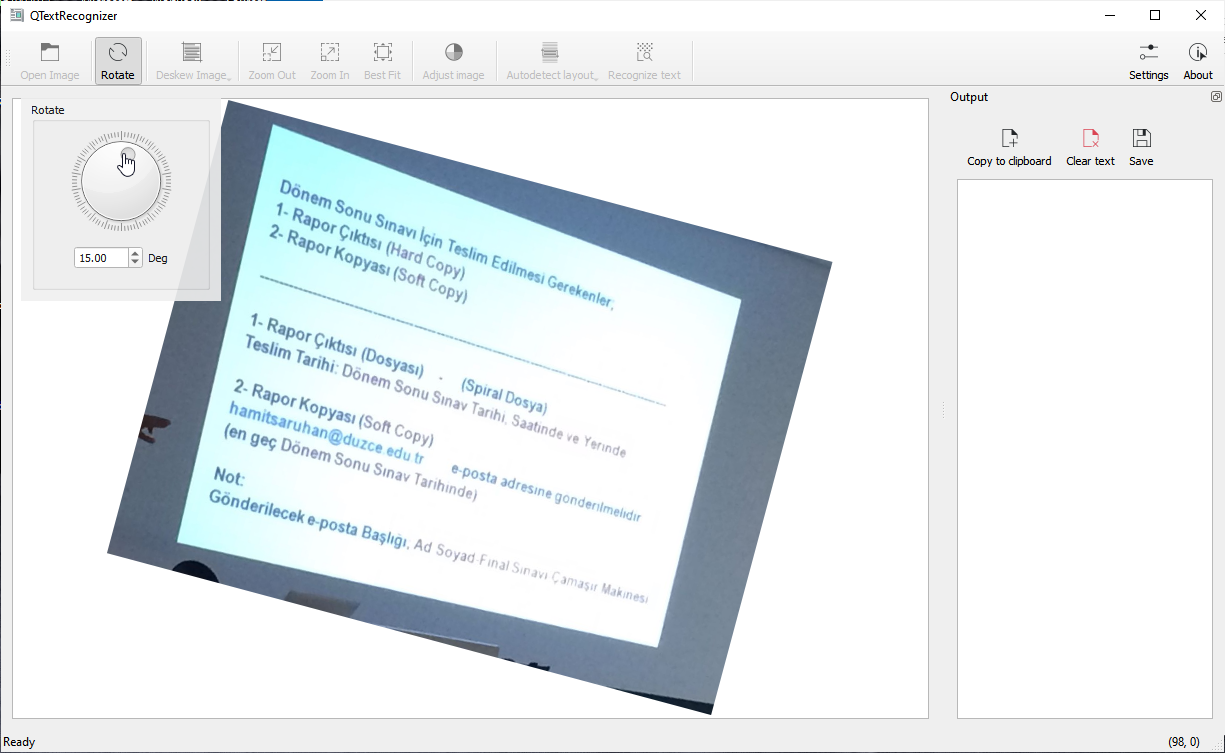 QTextRecognizer
Open Image
Rotate
Deskew Image
Zoom Out
Zoom In
Best Fit
Adjust image
Autodetect layout
Recognize text
Settings
About
Rotate
15.00 Deg
Dönem Sonu Sınavı İçin Teslim Edilmesi Gerekenler;
1- Rapor Çıktısı (Hard Copy)
2- Rapor Kopyası (Soft Copy)
1- Rapor Çıktısı (Dosyası) - (Spiral Dosya)
Teslim Tarihi: Dönem Sonu Sınav Tarihi, Saatinde ve Yerinde
2- Rapor Kopyası (Soft Copy)
hamitsaruhan@duzce.edu.tr e-posta adresine gonderilmelidir
(en geç Dönem Sonu Sınav Tarihinde)
Not:
Gönderilecek e-posta Başlığı, Ad Soyad-Final Sınavı Çamaşır Makinesi
Output
Copy to clipboard
Clear text
Save
Ready
(98, 0)